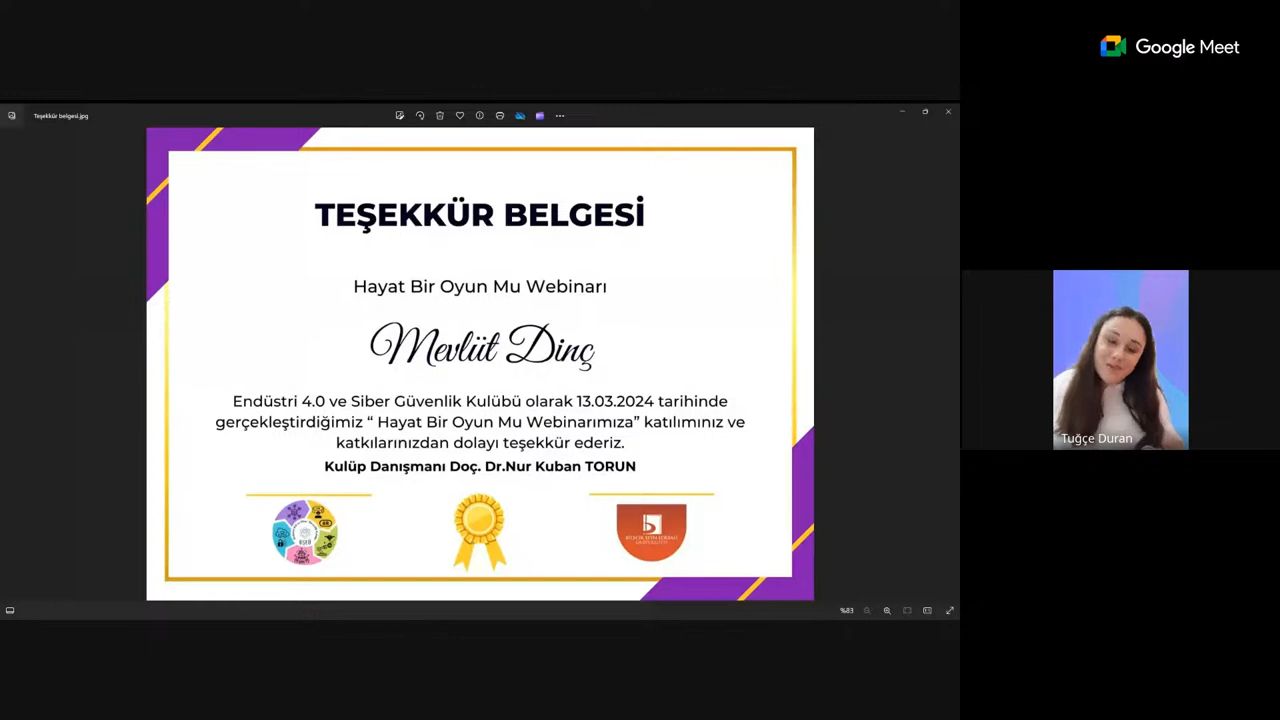 Google Meet
Teşekkür belgesi.jpg
TEŞEKKÜR BELGESİ
Hayat Bir Oyun Mu Webinarı
Mevlüt Dinç
Endüstri 4.0 ve Siber Güvenlik Kulübü olarak 13.03.2024 tarihinde
gerçekleştirdiğimiz “ Hayat Bir Oyun Mu Webinarımıza” katılımınız ve
katkılarınızdan dolayı teşekkür ederiz.
Kulüp Danışmanı Doç. Dr.Nur Kuban TORUN
Tuğçe Duran
%83